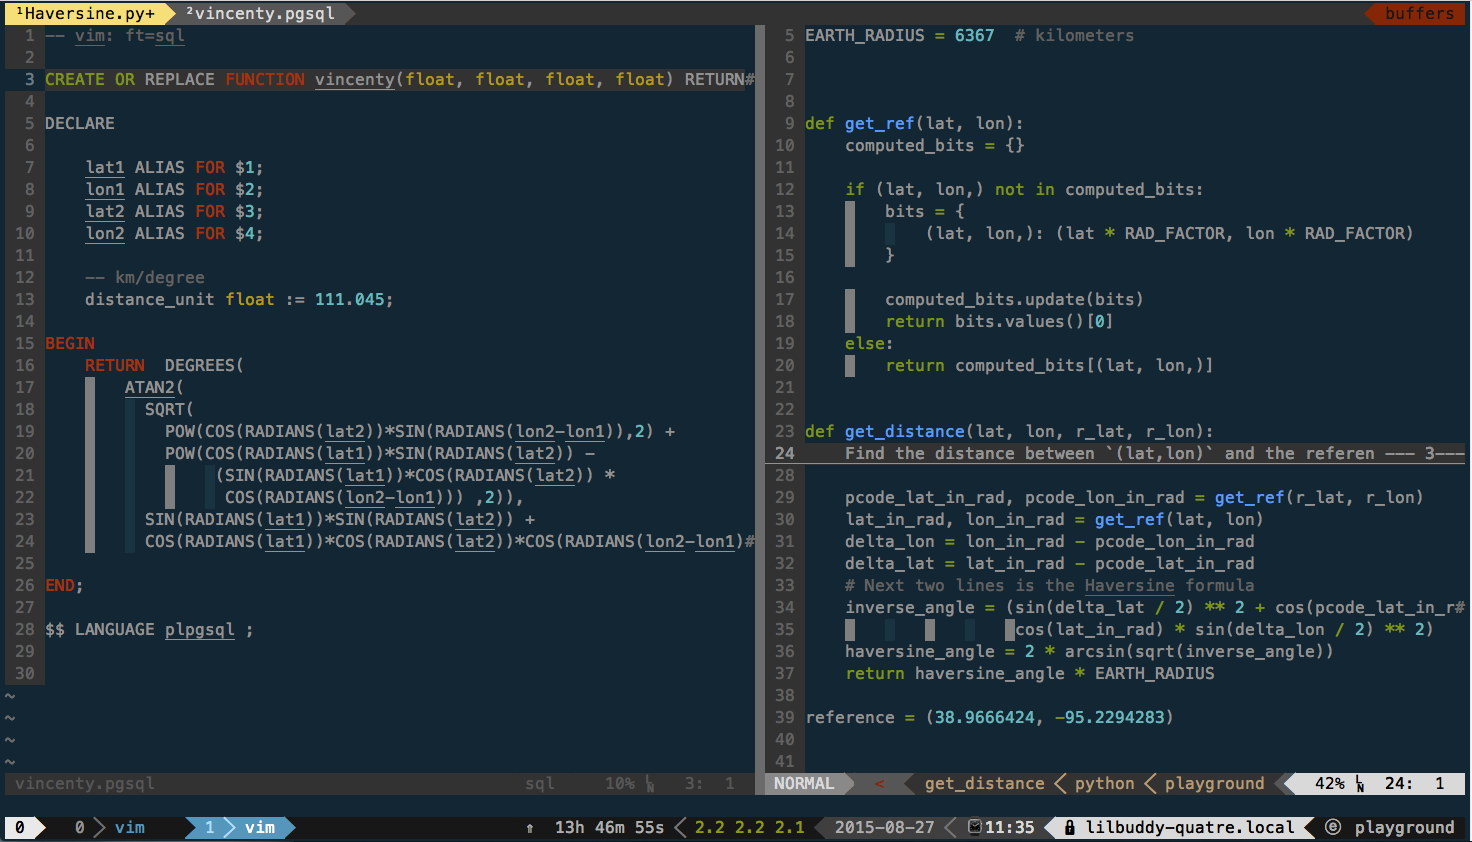 ¹Haversine.py+ ²vincenty.pgsql buffers
1 -- vim: ft=sql
2
3 CREATE OR REPLACE FUNCTION vincenty(float, float, float, float) RETURN#
4
5 DECLARE
6
7 lat1 ALIAS FOR $1;
8 lon1 ALIAS FOR $2;
9 lat2 ALIAS FOR $3;
10 lon2 ALIAS FOR $4;
11
12 -- km/degree
13 distance_unit float := 111.045;
14
15 BEGIN
16 RETURN  DEGREES(
17 ATAN2(
18 SQRT(
19 POW(COS(RADIANS(lat2))*SIN(RADIANS(lon2-lon1)),2) +
20 POW(COS(RADIANS(lat1))*SIN(RADIANS(lat2)) -
21 (SIN(RADIANS(lat1))*COS(RADIANS(lat2)) *
22 COS(RADIANS(lon2-lon1))) ,2)),
23 SIN(RADIANS(lat1))*SIN(RADIANS(lat2)) +
24 COS(RADIANS(lat1))*COS(RADIANS(lat2))*COS(RADIANS(lon2-lon1)#
25
26 END;
27
28 $$ LANGUAGE plpgsql ;
29
30
~
~
~
~
vincenty.pgsql sql 10% LN 3: 1
5 EARTH_RADIUS = 6367  # kilometers
6
7
8
9 def get_ref(lat, lon):
10 computed_bits = {}
11
12 if (lat, lon,) not in computed_bits:
13 bits = {
14 (lat, lon,): (lat * RAD_FACTOR, lon * RAD_FACTOR)
15 }
16
17 computed_bits.update(bits)
18 return bits.values()[0]
19 else:
20 return computed_bits[(lat, lon,)]
21
22
23 def get_distance(lat, lon, r_lat, r_lon):
24 Find the distance between `(lat,lon)` and the referen --- 3---
28
29 pcode_lat_in_rad, pcode_lon_in_rad = get_ref(r_lat, r_lon)
30 lat_in_rad, lon_in_rad = get_ref(lat, lon)
31 delta_lon = lon_in_rad - pcode_lon_in_rad
32 delta_lat = lat_in_rad - pcode_lat_in_rad
33 # Next two lines is the Haversine formula
34 inverse_angle = (sin(delta_lat / 2) ** 2 + cos(pcode_lat_in_r#
35 cos(lat_in_rad) * sin(delta_lon / 2) ** 2)
36 haversine_angle = 2 * arcsin(sqrt(inverse_angle))
37 return haversine_angle * EARTH_RADIUS
38
39 reference = (38.9666424, -95.2294283)
40
41
NORMAL < get_distance < python < playground 42% LN 24: 1
0 0 > vim 1 > vim ⇑ 13h 46m 55s < 2.2 2.2 2.1 2015-08-27 < 11:35 lilbuddy-quatre.local ⓔ playground